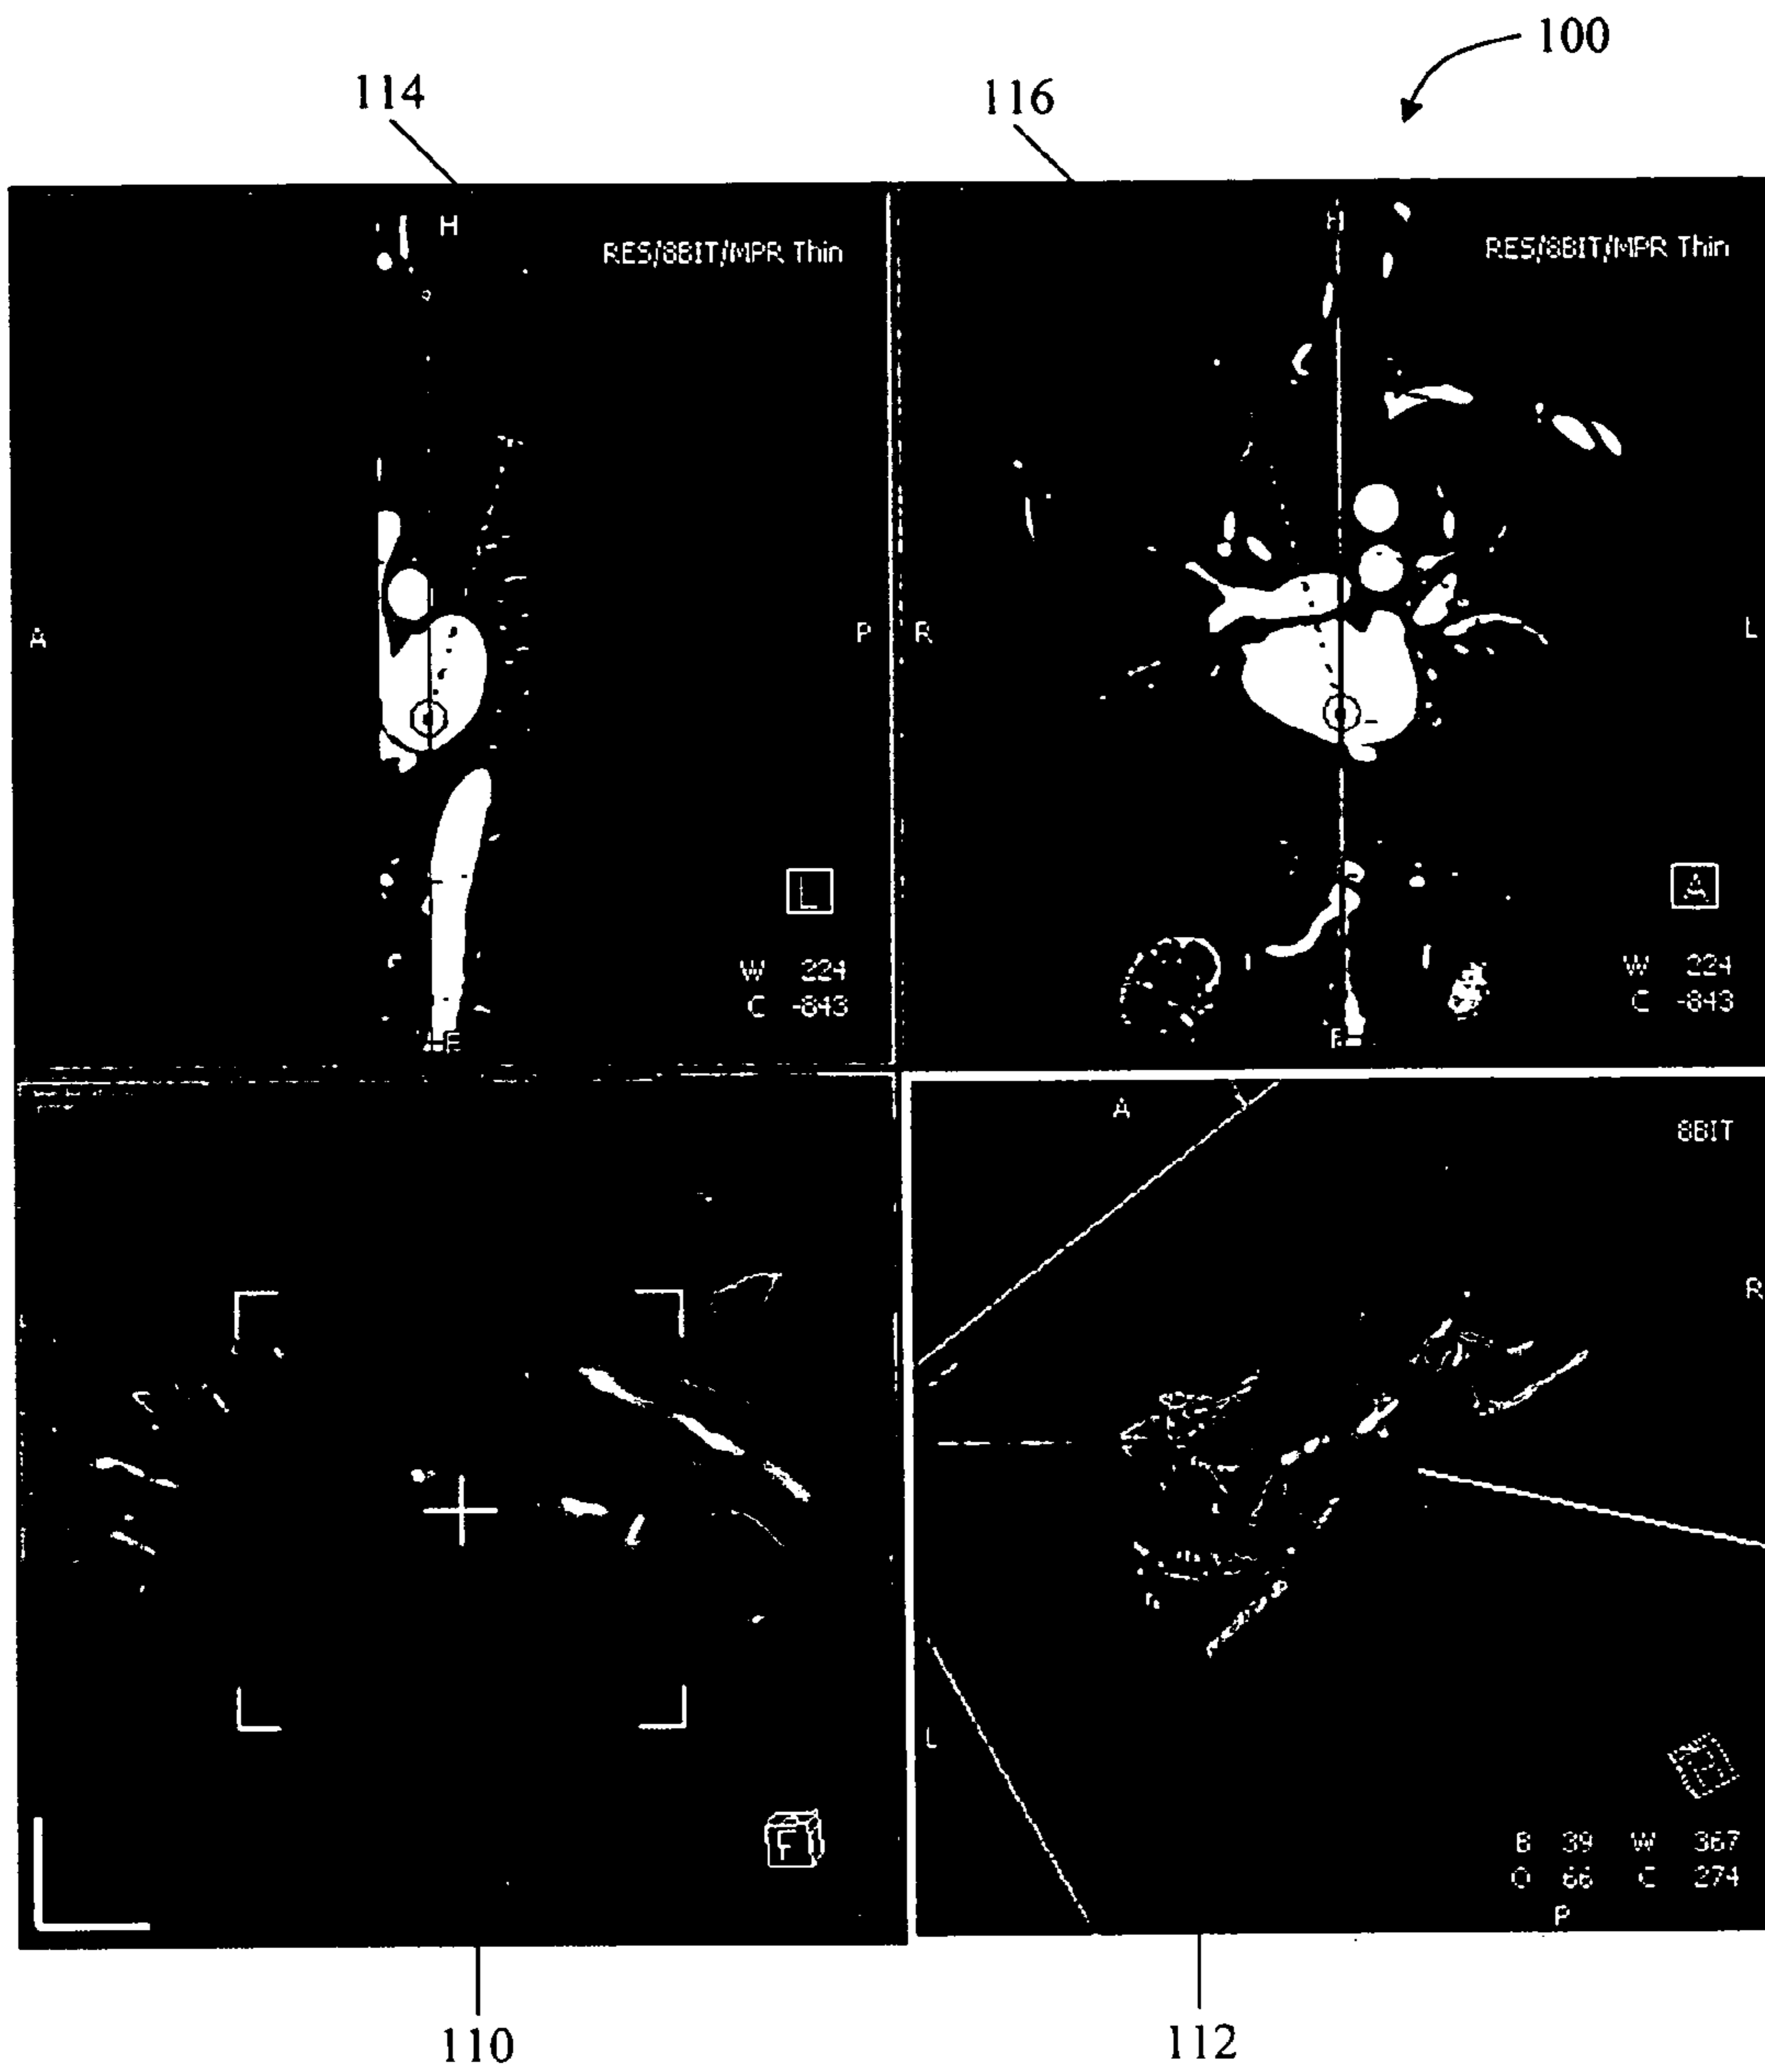 100
114
116
H
RES/8BIT/MPR Thin
H
RES/8BIT/MPR Thin
A
P
R
L
L
A
W 224
C -843
W 224
C -843
F
F
A
8BIT
R
L
F
B 39 W 367
O 66 C 274
P
110
112